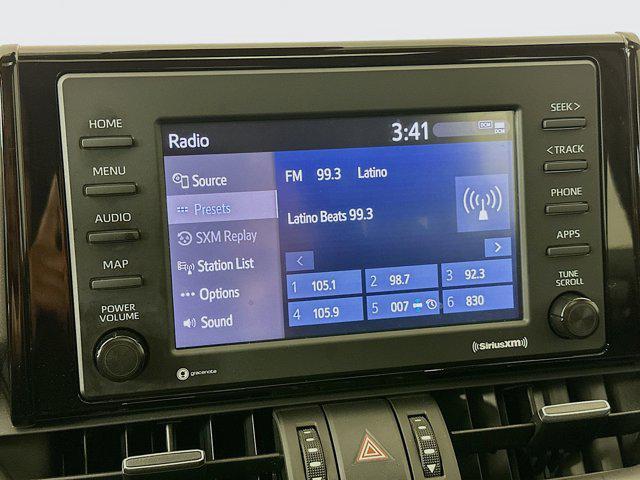 HOME
MENU
AUDIO
MAP
POWER
VOLUME
gracenote
Radio
3:41
DCM
DCM
Source
Presets
SXM Replay
Station List
••• Options
Sound
FM 99.3 Latino
Latino Beats 99.3
< >
1 105.1 2 98.7 3 92.3
4 105.9 5 007 6 830
SEEK >
< TRACK
PHONE
APPS
TUNE
SCROLL
((SiriusXM))